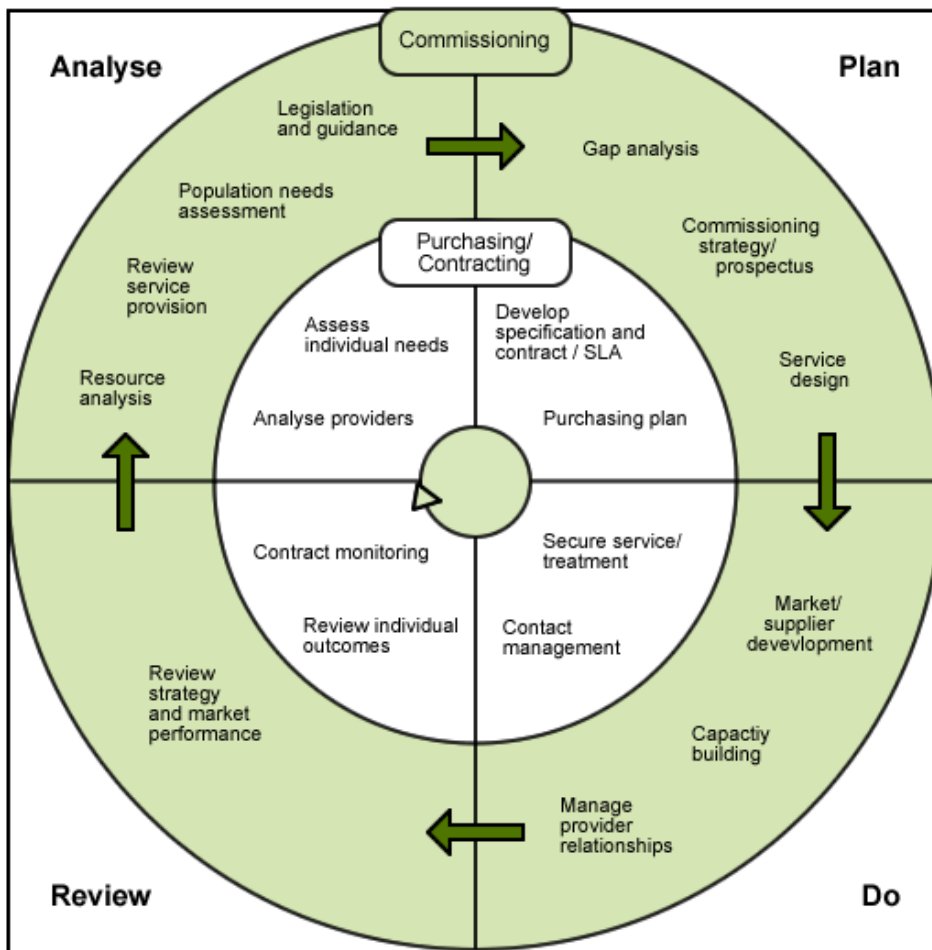 Commissioning
Analyse
Plan
Legislation
and guidance
Gap analysis
Population needs
assessment
Commissioning
strategy/
prospectus
Review
service
provision
Purchasing/
Contracting
Assess
individual needs
Develop
specification and
contract / SLA
Resource
analysis
Service
design
Analyse providers
Purchasing plan
Contract monitoring
Secure service/
treatment
Review individual
outcomes
Contact
management
Market/
supplier
devevlopment
Review
strategy
and market
performance
Capactiy
building
Manage
provider
relationships
Review
Do